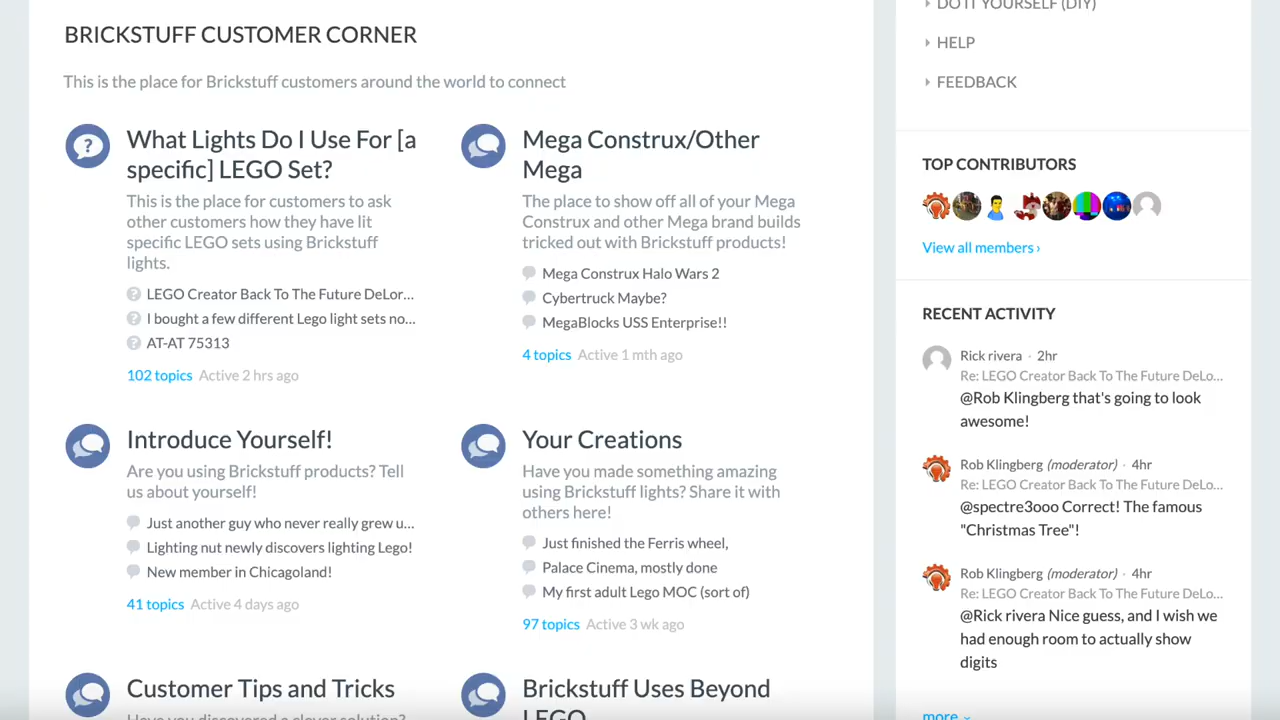 BRICKSTUFF CUSTOMER CORNER
This is the place for Brickstuff customers around the world to connect
What Lights Do I Use For [a
specific] LEGO Set?
This is the place for customers to ask
other customers how they have lit
specific LEGO sets using Brickstuff
lights.
LEGO Creator Back To The Future DeLor...
I bought a few different Lego light sets no...
AT-AT 75313
102 topics Active 2 hrs ago
Mega Construx/Other
Mega
The place to show off all of your Mega
Construx and other Mega brand builds
tricked out with Brickstuff products!
Mega Construx Halo Wars 2
Cybertruck Maybe?
MegaBlocks USS Enterprise!!
4 topics Active 1 mth ago
Introduce Yourself!
Are you using Brickstuff products? Tell
us about yourself!
Just another guy who never really grew u...
Lighting nut newly discovers lighting Lego!
New member in Chicagoland!
41 topics Active 4 days ago
Your Creations
Have you made something amazing
using Brickstuff lights? Share it with
others here!
Just finished the Ferris wheel,
Palace Cinema, mostly done
My first adult Lego MOC (sort of)
97 topics Active 3 wk ago
Customer Tips and Tricks
Have you discovered a clever solution?
Brickstuff Uses Beyond
LEGO
DO IT YOURSELF (DIY)
HELP
FEEDBACK
TOP CONTRIBUTORS
View all members ›
RECENT ACTIVITY
Rick rivera · 2hr
Re: LEGO Creator Back To The Future DeLo...
@Rob Klingberg that's going to look
awesome!
Rob Klingberg (moderator) · 4hr
Re: LEGO Creator Back To The Future DeLo...
@spectre3ooo Correct! The famous
"Christmas Tree"!
Rob Klingberg (moderator) · 4hr
Re: LEGO Creator Back To The Future DeLo...
@Rick rivera Nice guess, and I wish we
had enough room to actually show
digits
more